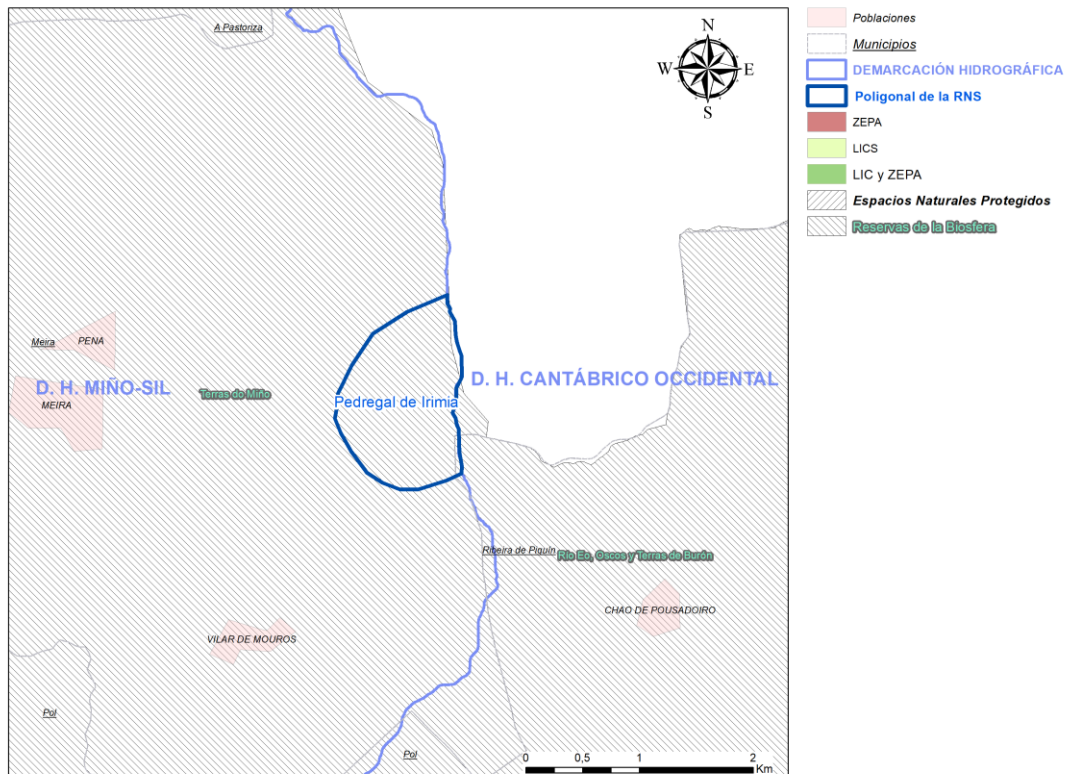 A Pastoriza
N
W E
S
Meira
PENA
D. H. MIÑO-SIL
MEIRA
Terras do Miño
Pedregal de Irimia
D. H. CANTÁBRICO OCCIDENTAL
Ribeira de Piquín
Río Eo, Oscos y Terras de Burón
CHAO DE POUSADOIRO
VILAR DE MOUROS
Pol
Pol
0 0,5 1 2
Km
Poblaciones
Municipios
DEMARCACIÓN HIDROGRÁFICA
Poligonal de la RNS
ZEPA
LICS
LIC y ZEPA
Espacios Naturales Protegidos
Reservas de la Biosfera